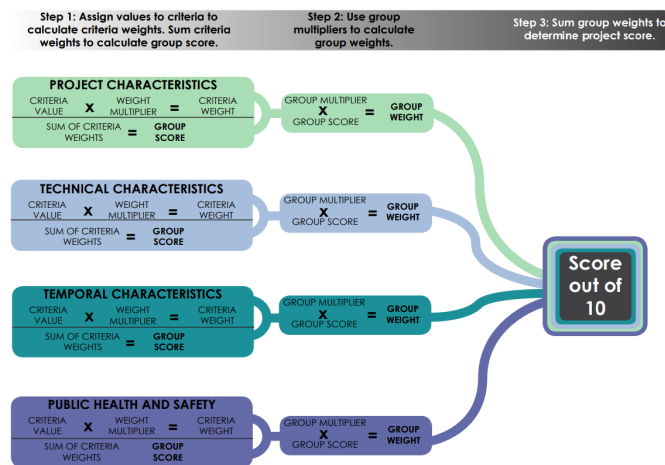 Step 1: Assign values to criteria to
calculate criteria weights. Sum criteria
weights to calculate group score.
Step 2: Use group
multipliers to calculate
group weights.
Step 3: Sum group weights to
determine project score.
PROJECT CHARACTERISTICS
CRITERIA VALUE X WEIGHT MULTIPLIER = CRITERIA WEIGHT
SUM OF CRITERIA WEIGHTS = GROUP SCORE
GROUP MULTIPLIER X GROUP SCORE = GROUP WEIGHT
TECHNICAL CHARACTERISTICS
CRITERIA VALUE X WEIGHT MULTIPLIER = CRITERIA WEIGHT
SUM OF CRITERIA WEIGHTS = GROUP SCORE
GROUP MULTIPLIER X GROUP SCORE = GROUP WEIGHT
TEMPORAL CHARACTERISTICS
CRITERIA VALUE X WEIGHT MULTIPLIER = CRITERIA WEIGHT
SUM OF CRITERIA WEIGHTS = GROUP SCORE
GROUP MULTIPLIER X GROUP SCORE = GROUP WEIGHT
PUBLIC HEALTH AND SAFETY
CRITERIA VALUE X WEIGHT MULTIPLIER = CRITERIA WEIGHT
SUM OF CRITERIA WEIGHTS GROUP SCORE
GROUP MULTIPLIER X GROUP SCORE = GROUP WEIGHT
Score
out of
10